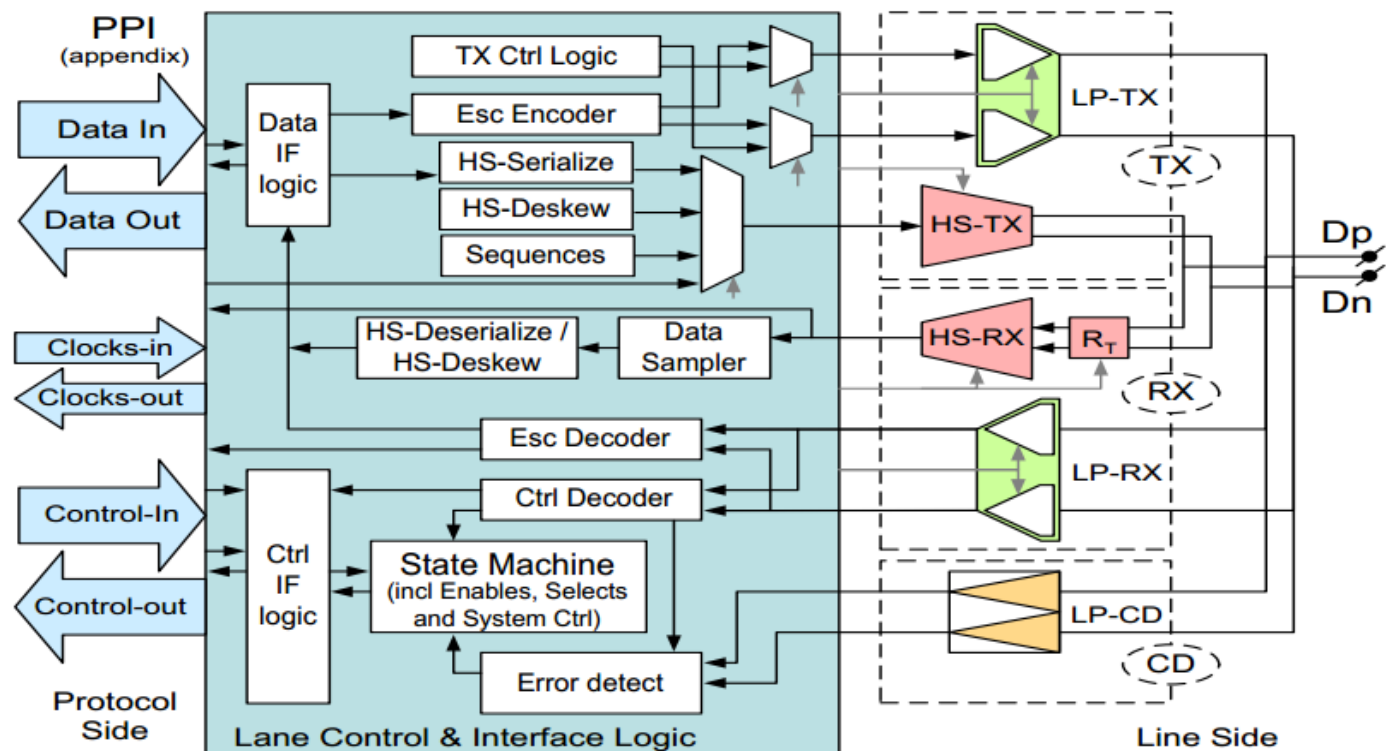 PPI
(appendix)
Data In
Data Out
Clocks-in
Clocks-out
Control-In
Control-out
Protocol
Side
Data
IF
logic
Ctrl
IF
logic
TX Ctrl Logic
Esc Encoder
HS-Serialize
HS-Deskew
Sequences
HS-Deserialize /
HS-Deskew
Data
Sampler
Esc Decoder
Ctrl Decoder
State Machine
(incl Enables, Selects
and System Ctrl)
Error detect
Lane Control & Interface Logic
LP-TX
TX
HS-TX
HS-RX
RT
RX
LP-RX
LP-CD
CD
Dp
Dn
Line Side